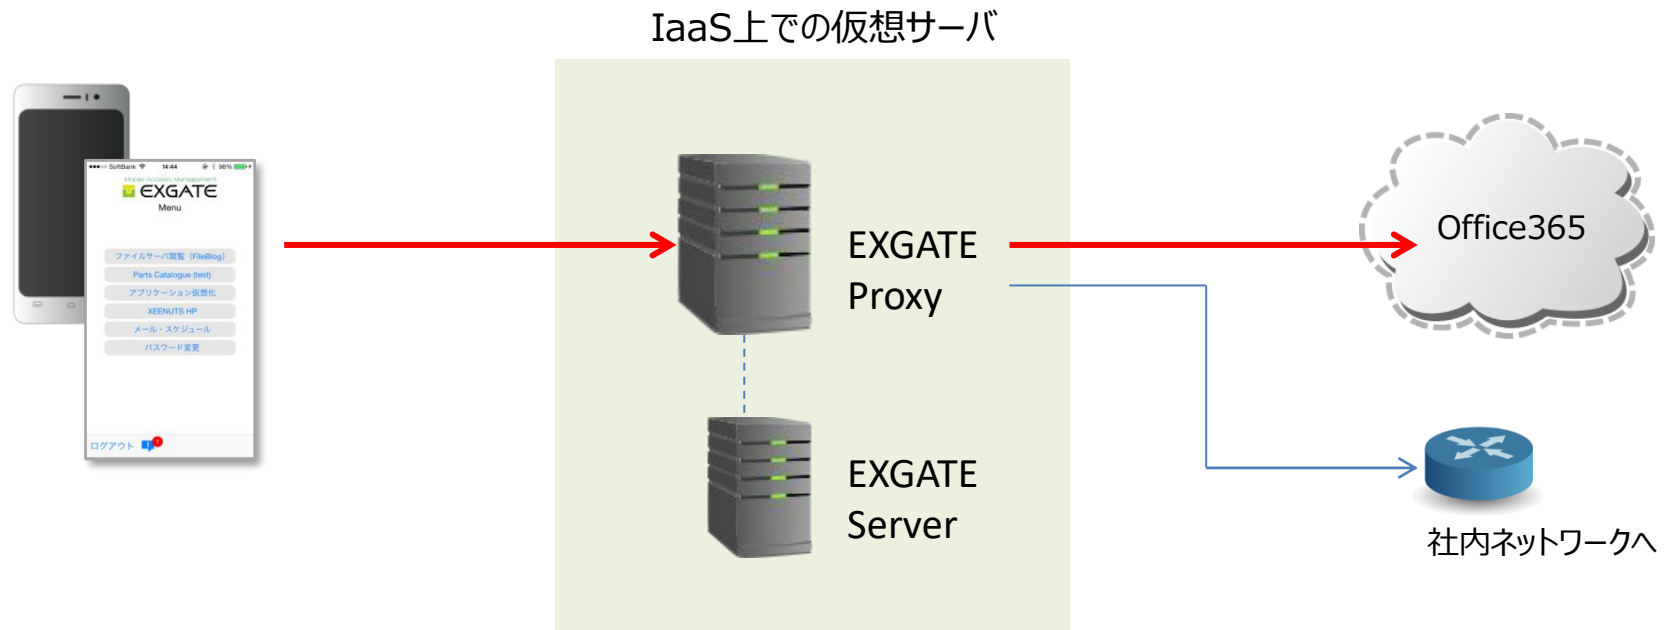 IaaS上での仮想サーバ
SoftBank 14:44 98%
Mobile Access Management
EXGATE
Menu
ファイルサーバ閲覧（FileBlog）
Parts Catalogue (test)
アプリケーション仮想化
XEENUTS HP
メール・スケジュール
パスワード変更
ログアウト
1
EXGATE
Proxy
EXGATE
Server
Office365
社内ネットワークへ